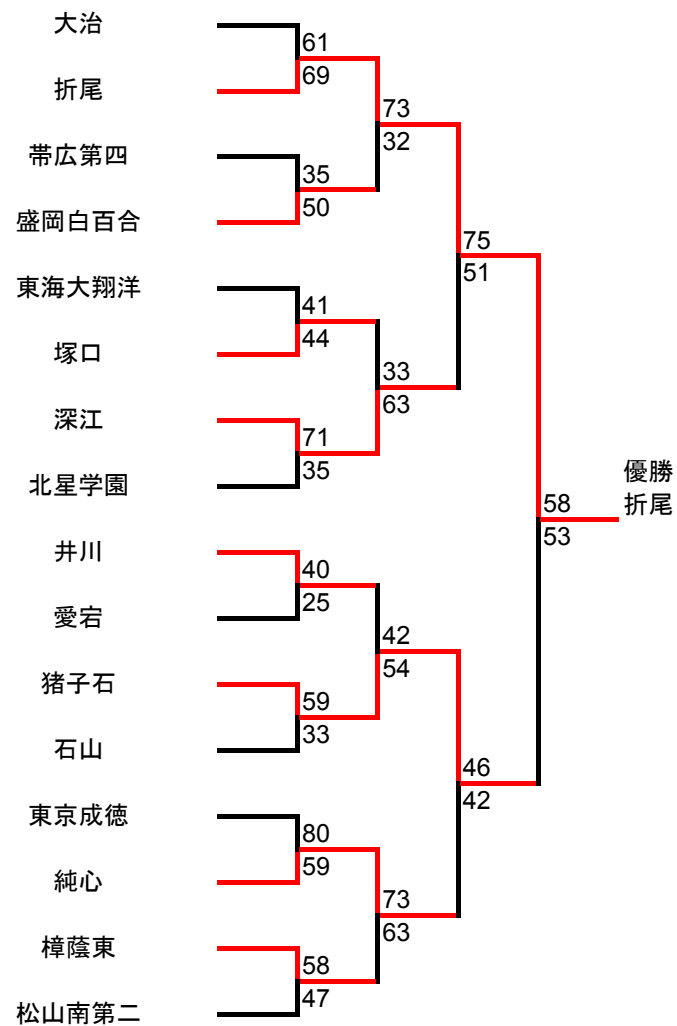 大治
61
69
折尾
73
32
帯広第四
35
50
盛岡白百合
75
51
東海大翔洋
41
44
塚口
33
63
深江
71
35
北星学園
優勝
折尾
58
53
井川
40
25
愛宕
42
54
猪子石
59
33
石山
46
42
東京成徳
80
59
純心
73
63
樟蔭東
58
47
松山南第二